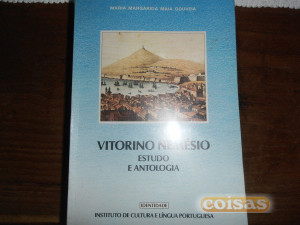 MARIA MARGARIDA MAIA GOUVEIA
VITORINO NEMÉSIO
ESTUDO
E ANTOLOGIA
IDENTIDADE
INSTITUTO DE CULTURA E LÍNGUA PORTUGUESA
coisas